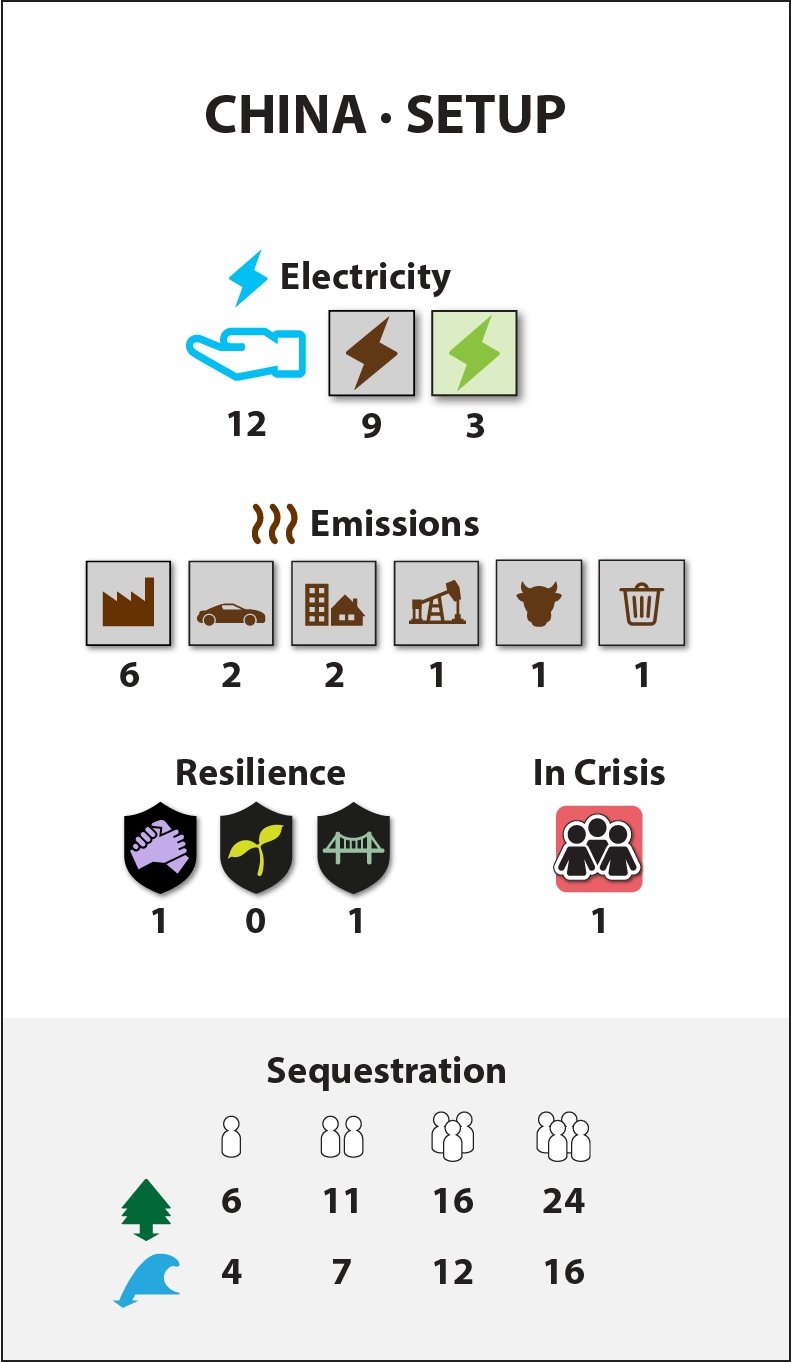 CHINA · SETUP
Electricity
12 9 3
Emissions
6 2 2 1 1 1
Resilience In Crisis
1 0 1 1
Sequestration
6 11 16 24
4 7 12 16